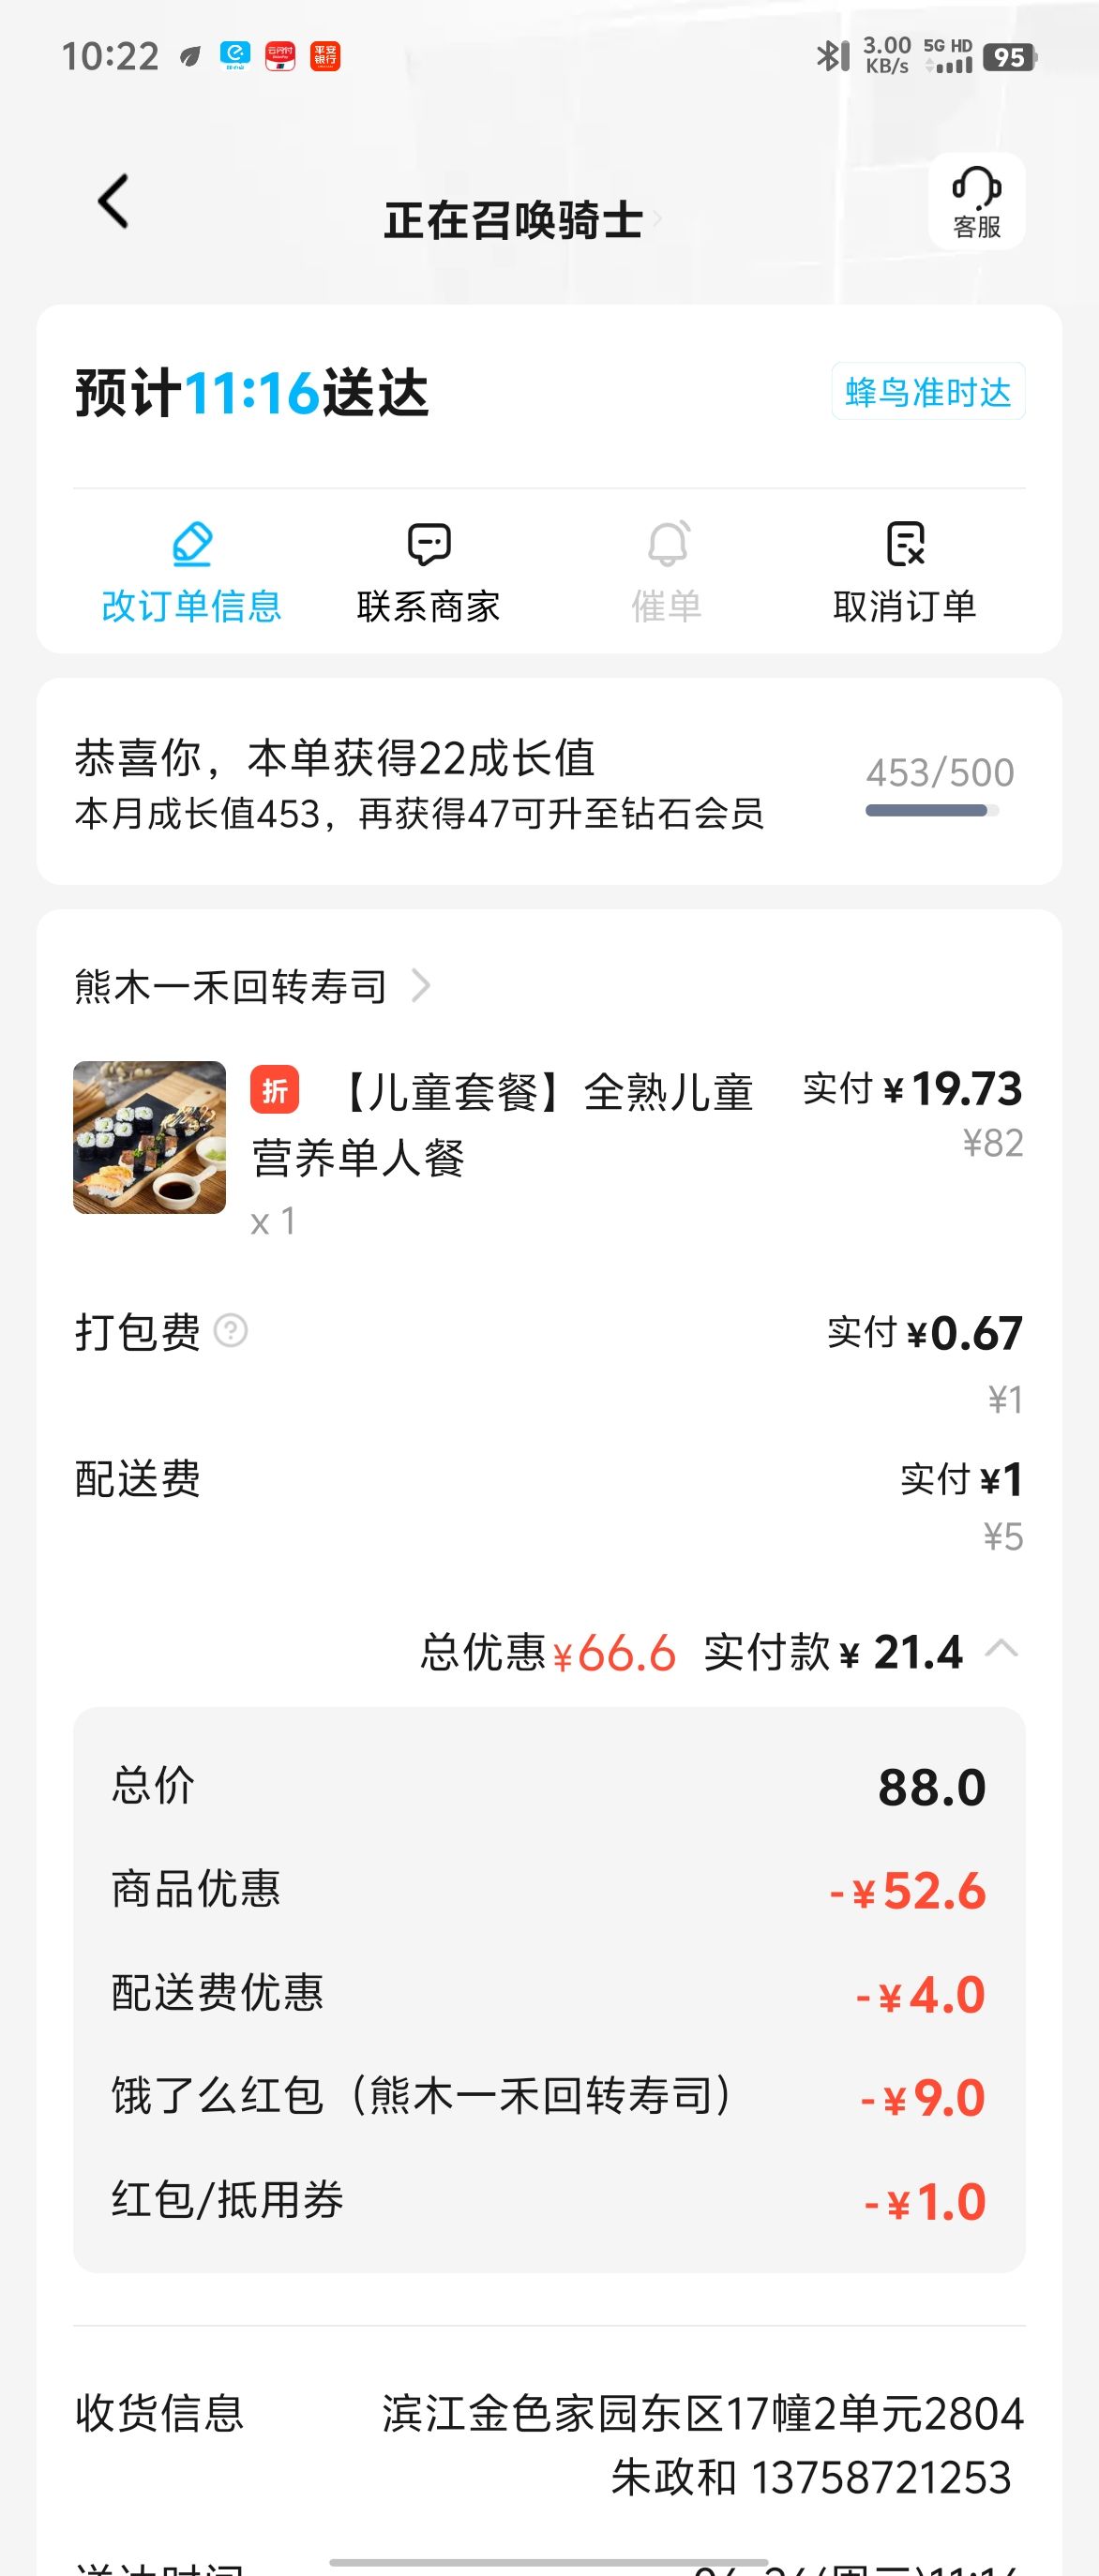 10:22
3.00
KB/s
5G HD
95
云闪付
平安
银行
正在召唤骑士
客服
预计11:16送达
蜂鸟准时达
改订单信息
联系商家
催单
取消订单
恭喜你，本单获得22成长值
本月成长值453，再获得47可升至钻石会员
453/500
熊木一禾回转寿司
折 【儿童套餐】全熟儿童
营养单人餐
x 1
实付 ¥19.73
¥82
打包费
实付 ¥0.67
¥1
配送费
实付 ¥1
¥5
总优惠¥66.6 实付款¥ 21.4
总价 88.0
商品优惠 -¥52.6
配送费优惠 -¥4.0
饿了么红包（熊木一禾回转寿司） -¥9.0
红包/抵用券 -¥1.0
收货信息 滨江金色家园东区17幢2单元2804
朱政和 13758721253